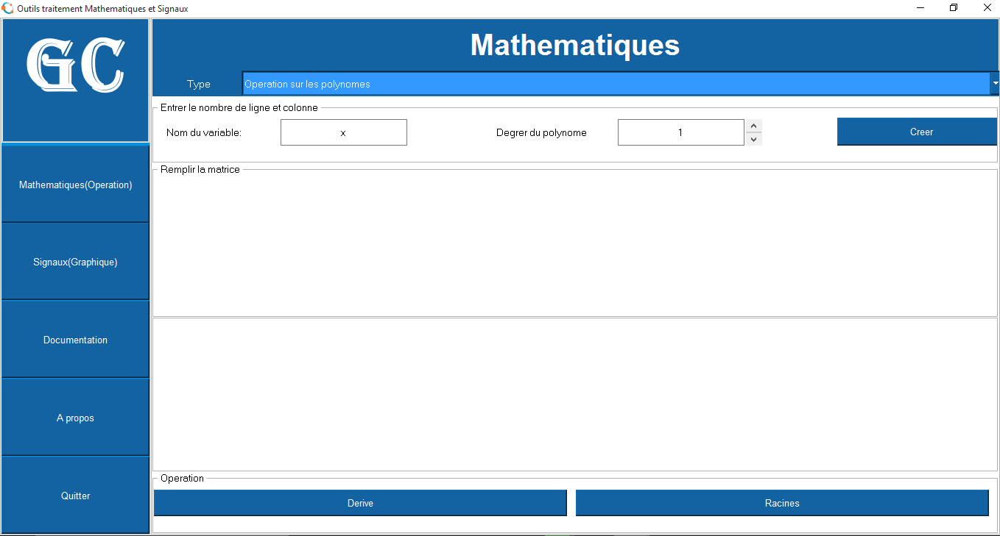 Outils traitement Mathematiques et Signaux
GC
Mathematiques
Type
Operation sur les polynomes
Entrer le nombre de ligne et colonne
Nom du variable:
x
Degrer du polynome
1
Creer
Remplir la matrice
Mathematiques(Operation)
Signaux(Graphique)
Documentation
A propos
Quitter
Operation
Derive
Racines